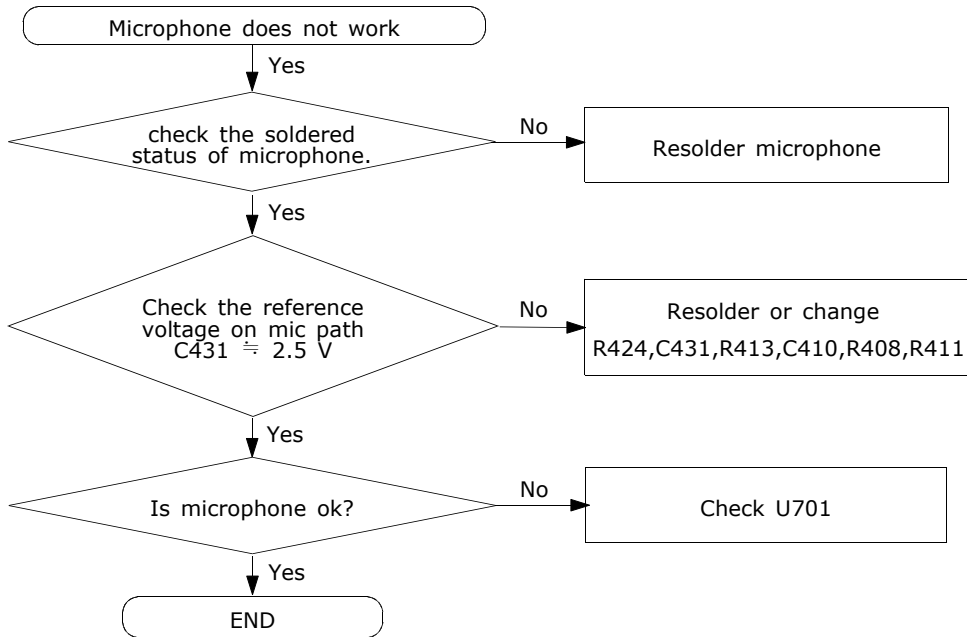 Microphone does not work
Yes
check the soldered
status of microphone.
No
Resolder microphone
Yes
Check the reference
voltage on mic path
C431 ≒ 2.5 V
No
Resolder or change
R424,C431,R413,C410,R408,R411
Yes
Is microphone ok?
No
Check U701
Yes
END